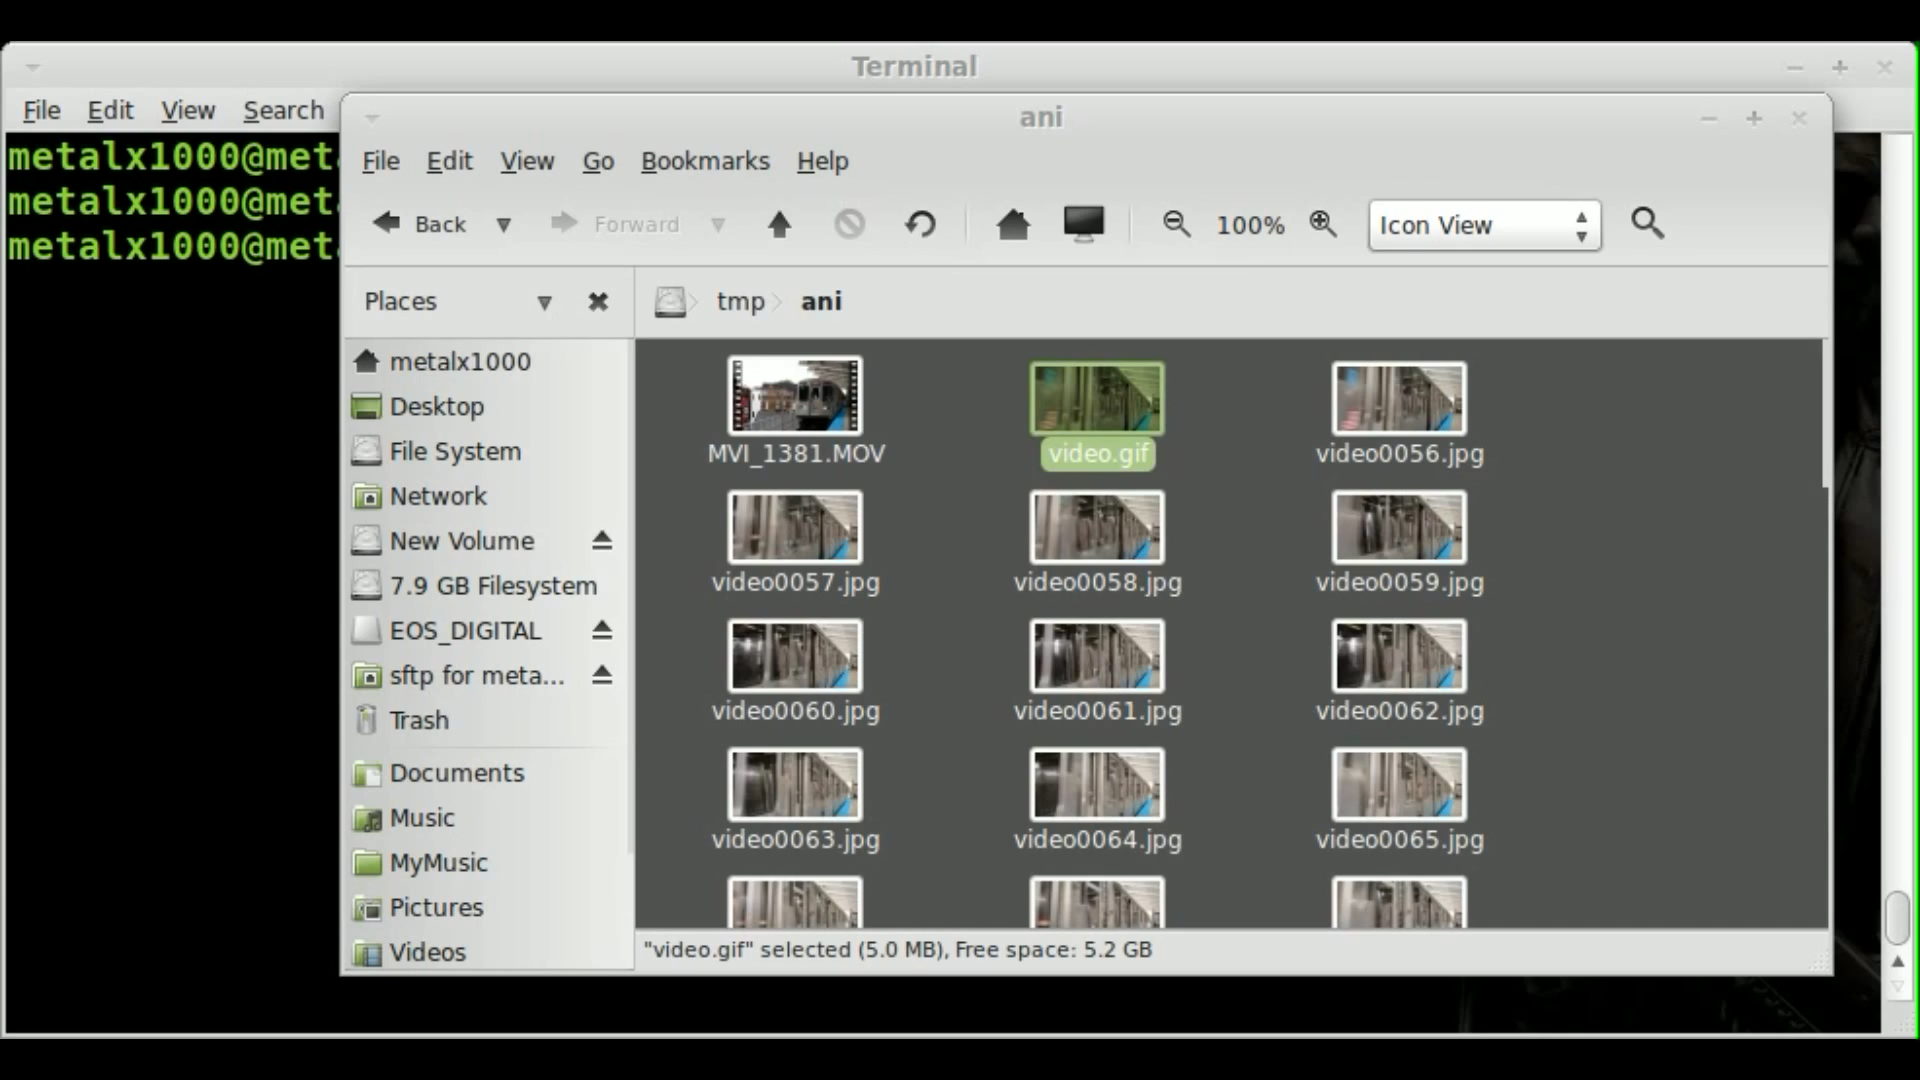 Terminal
File Edit View Search
metalx1000@met
metalx1000@met
metalx1000@met
ani
File Edit View Go Bookmarks Help
Back Forward 100% Icon View
Places
tmp ani
metalx1000
Desktop
File System
Network
New Volume
7.9 GB Filesystem
EOS_DIGITAL
sftp for meta...
Trash
Documents
Music
MyMusic
Pictures
Videos
MVI_1381.MOV video.gif video0056.jpg
video0057.jpg video0058.jpg video0059.jpg
video0060.jpg video0061.jpg video0062.jpg
video0063.jpg video0064.jpg video0065.jpg
"video.gif" selected (5.0 MB), Free space: 5.2 GB